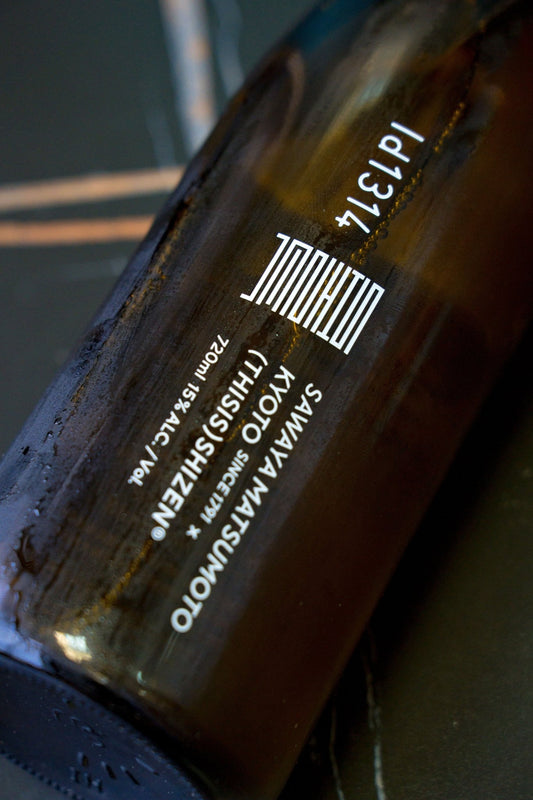 Id1314
SAWAYA MATSUMOTO
KYOTO SINCE 1791 ×
(THISIS)SHIZEN®
720ml 15% ALC./Vol.